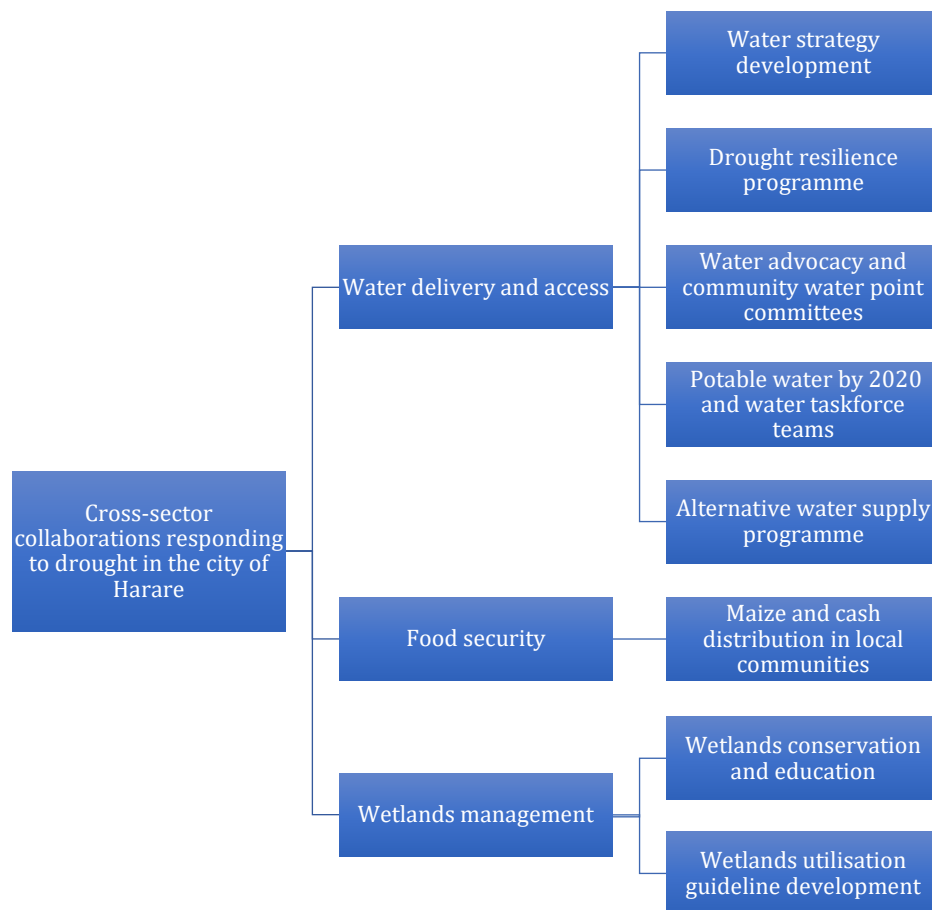 Cross-sector
collaborations responding
to drought in the city of
Harare
Water delivery and access
Water strategy
development
Drought resilience
programme
Water advocacy and
community water point
committees
Potable water by 2020
and water taskforce
teams
Alternative water supply
programme
Food security
Maize and cash
distribution in local
communities
Wetlands management
Wetlands conservation
and education
Wetlands utilisation
guideline development